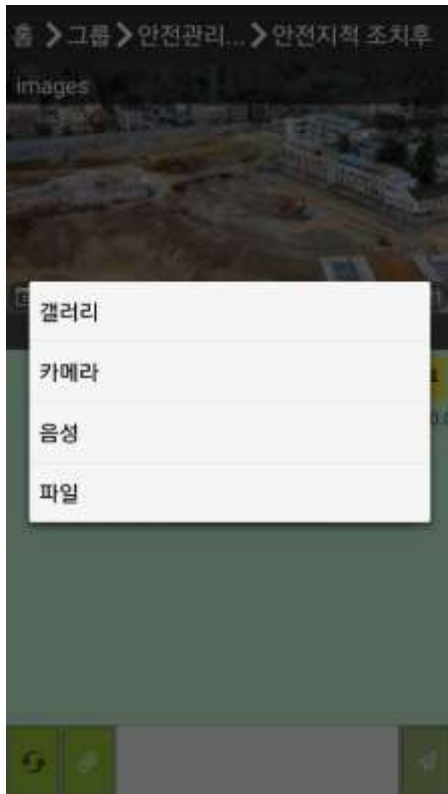 홈 > 그룹 > 안전관리... > 안전지적 조치후
images
갤러리
카메라
음성
파일